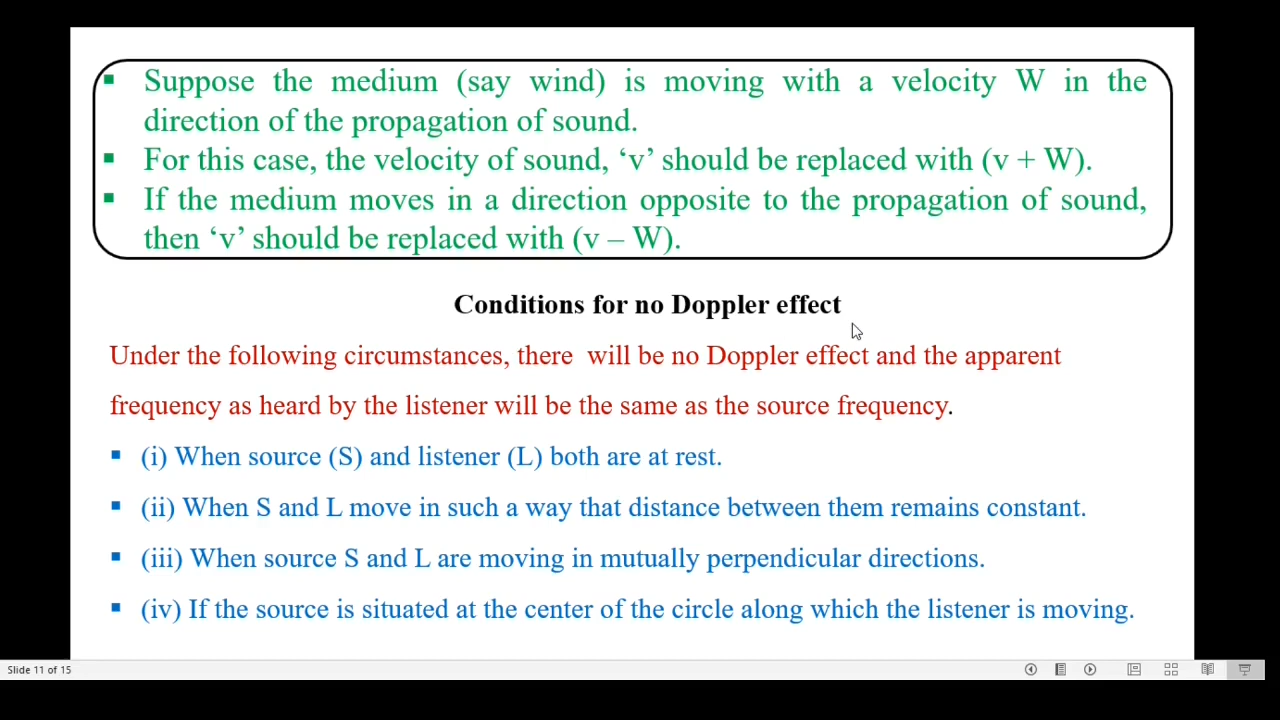 ▪ Suppose the medium (say wind) is moving with a velocity W in the
direction of the propagation of sound.
▪ For this case, the velocity of sound, ‘v’ should be replaced with (v + W).
▪ If the medium moves in a direction opposite to the propagation of sound,
then ‘v’ should be replaced with (v – W).
Conditions for no Doppler effect
Under the following circumstances, there will be no Doppler effect and the apparent
frequency as heard by the listener will be the same as the source frequency.
▪ (i) When source (S) and listener (L) both are at rest.
▪ (ii) When S and L move in such a way that distance between them remains constant.
▪ (iii) When source S and L are moving in mutually perpendicular directions.
▪ (iv) If the source is situated at the center of the circle along which the listener is moving.
Slide 11 of 15